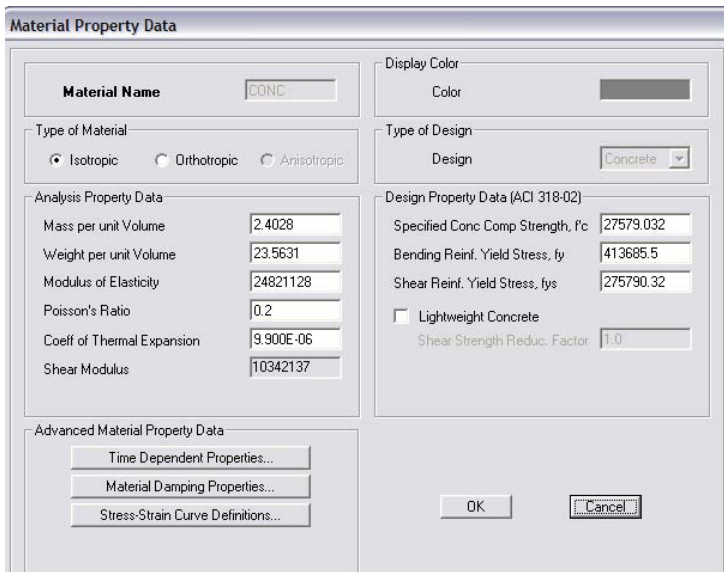 Material Property Data
Material Name CONC
Display Color
Color
Type of Material
Isotropic Orthotropic Anisotropic
Type of Design
Design Concrete
Analysis Property Data
Mass per unit Volume 2.4028
Weight per unit Volume 23.5631
Modulus of Elasticity 24821128
Poisson's Ratio 0.2
Coeff of Thermal Expansion 9.900E-06
Shear Modulus 10342137
Design Property Data (ACI 318-02)
Specified Conc Comp Strength, f'c 27579.032
Bending Reinf. Yield Stress, fy 413685.5
Shear Reinf. Yield Stress, fys 275790.32
Lightweight Concrete
Shear Strength Reduc. Factor 1.0
Advanced Material Property Data
Time Dependent Properties...
Material Damping Properties...
Stress-Strain Curve Definitions...
OK Cancel